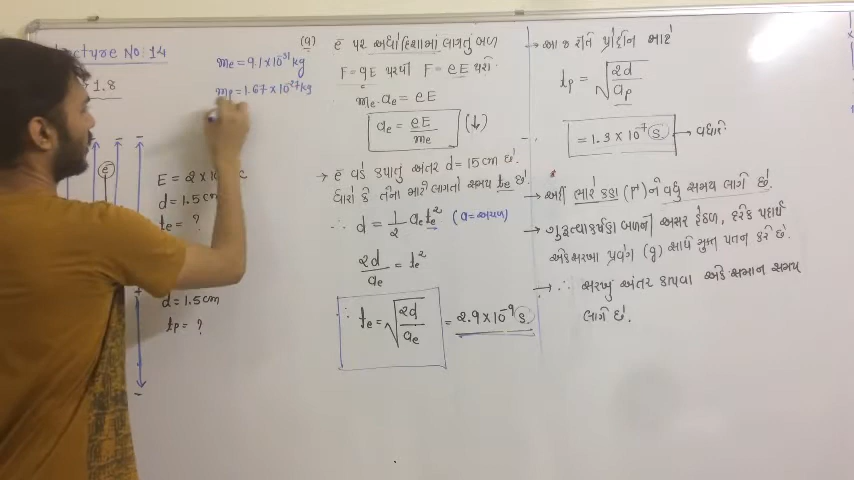 Lecture No: 14
1.8
me = 9.1 × 10⁻³¹ kg
mp = 1.67 × 10⁻²⁷ kg
e
E = 2 × 10
d = 1.5 cm
te = ?
d = 1.5 cm
tp = ?
(a) ē પર અધોદિશામાં લાગતું બળ
F = qE પરથી F = eE થશે.
me·ae = eE
ae = eE/me (↓)
→ ē વડે કપાતું અંતર d = 15 cm છે.
ધારો કે તેના માટે લાગતો સમય te છે.
∴ d = 1/2 ae te² (a = અચળ)
2d/ae = te²
∴ te = √(2d/ae) = 2.9 × 10⁻⁹ s
→ આ જ રીતે પ્રોટોન માટે
tp = √(2d/ap)
= 1.3 × 10⁻⁷ s → વધારે
→ અહીં ભારે કણ (P⁺) ને વધુ સમય લાગે છે.
→ ગુરુત્વાકર્ષણ બળની અસર હેઠળ, દરેક પદાર્થ
એકસરખા પ્રવેગ (g) સાથે મુક્ત પતન કરે છે.
→ ∴ સરખું અંતર કાપવા એક સમાન સમય
લાગે છે.